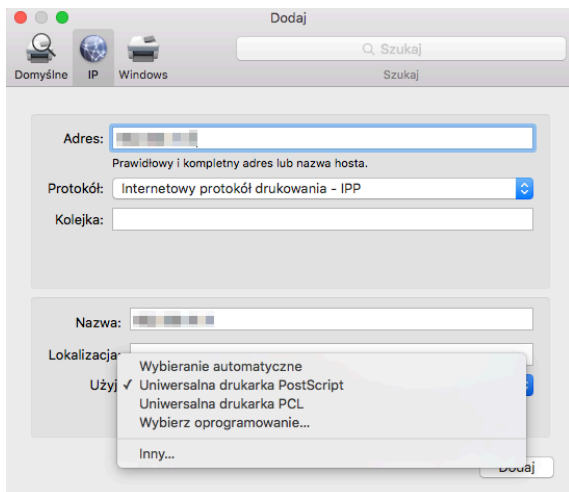 Dodaj
Szukaj
Domyślne IP Windows Szukaj
Adres:
Prawidłowy i kompletny adres lub nazwa hosta.
Protokół: Internetowy protokół drukowania – IPP
Kolejka:
Nazwa:
Lokalizacja:
Wybieranie automatyczne
Użyj ✓ Uniwersalna drukarka PostScript
Uniwersalna drukarka PCL
Wybierz oprogramowanie...
Inny...
Dodaj